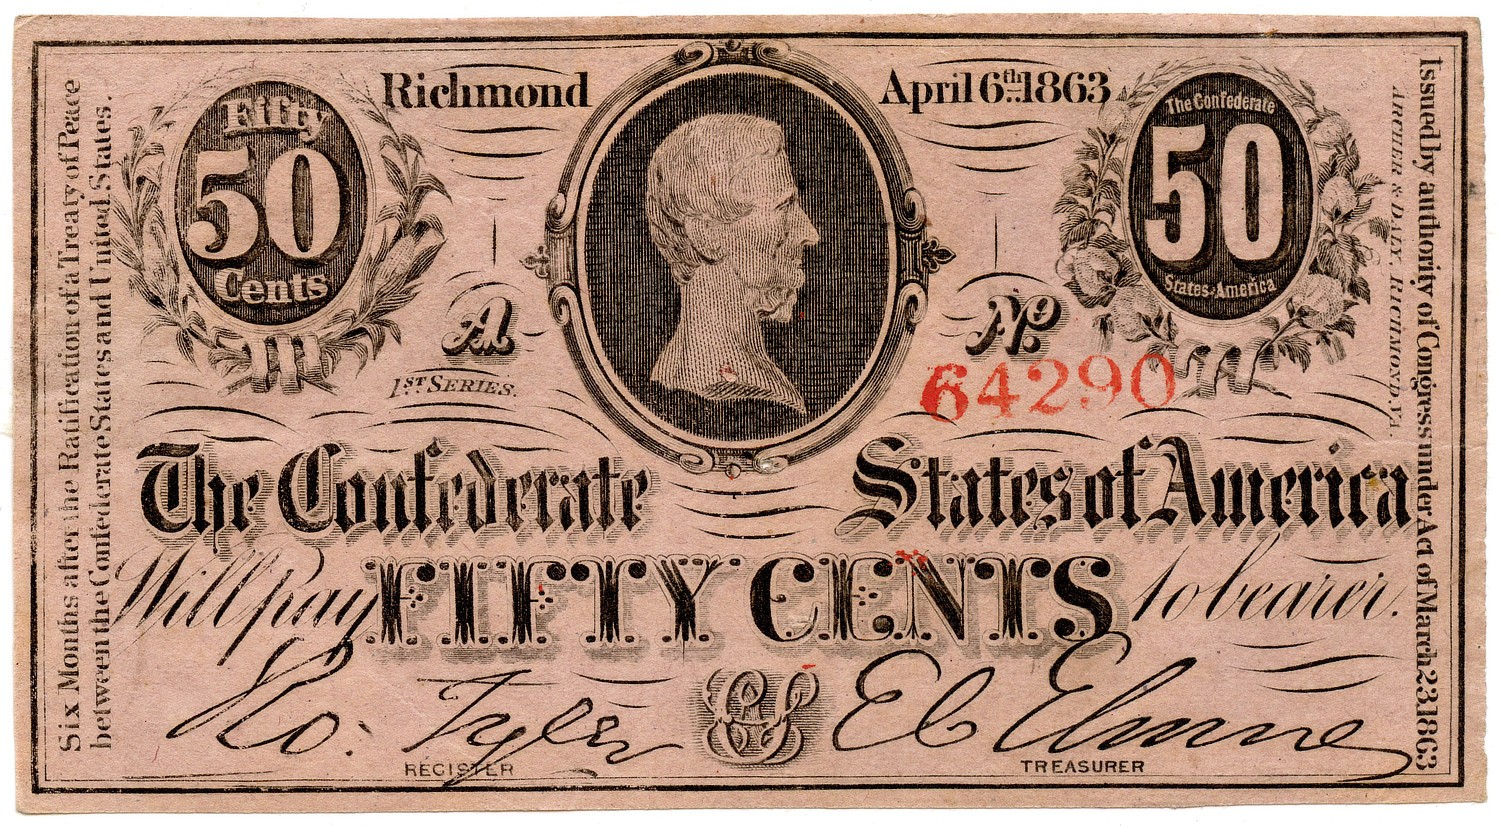 Six Months after the Ratification of a Treaty of Peace
between the Confederate States and United States.
Fifty
50
Cents
Richmond
April 6th 1863
The Confederate
50
States America
A
1ST SERIES.
No
64290
The Confederate States of America
Will pay FIFTY CENTS to bearer.
Ro: Tyler
REGISTER
CS
E C Elmore
TREASURER
ARCHER & DALY, RICHMOND, VA.
Issued by authority of Congress under Act of March 23 1863